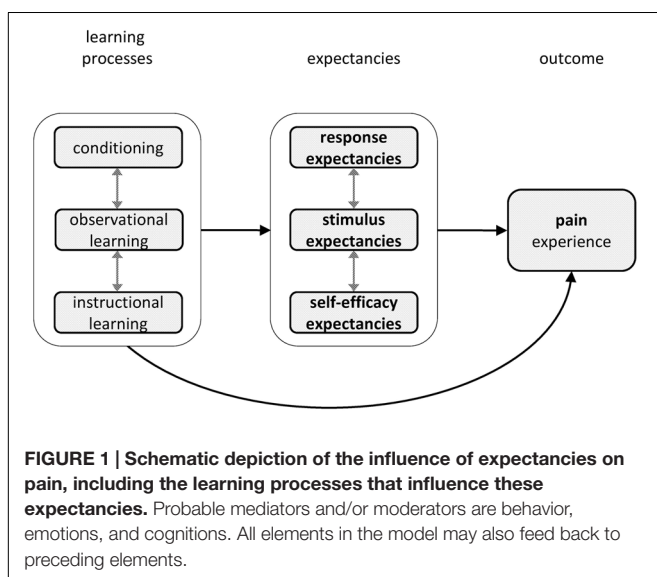 learning
processes
expectancies
outcome
conditioning
observational
learning
instructional
learning
response
expectancies
stimulus
expectancies
self-efficacy
expectancies
pain
experience
FIGURE 1 | Schematic depiction of the influence of expectancies on
pain, including the learning processes that influence these
expectancies. Probable mediators and/or moderators are behavior,
emotions, and cognitions. All elements in the model may also feed back to
preceding elements.